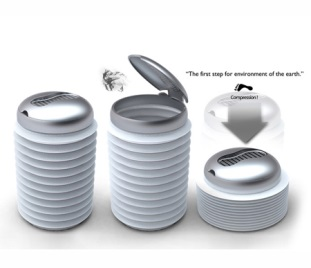 "The first step for environment of the earth."
Compression!